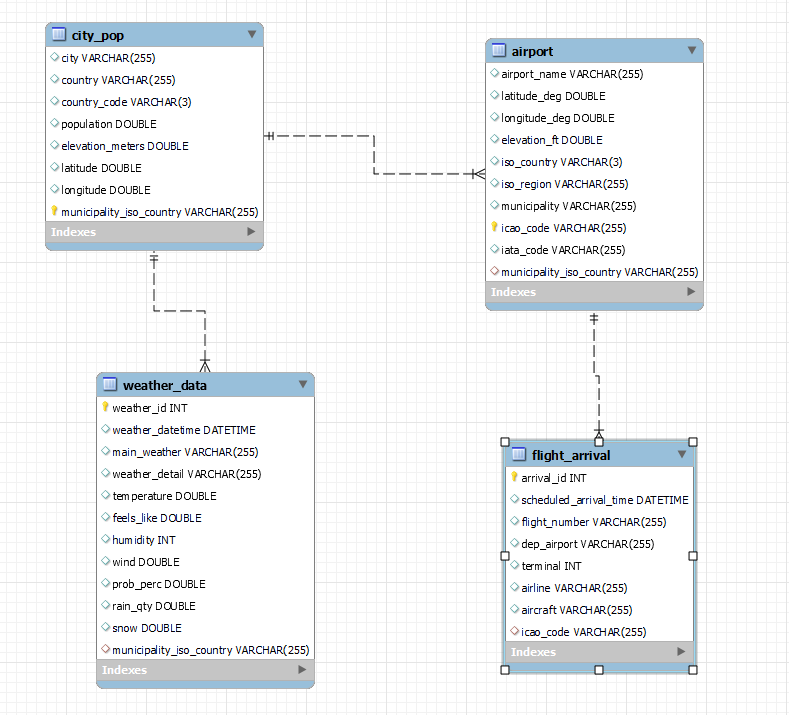 city_pop
city VARCHAR(255)
country VARCHAR(255)
country_code VARCHAR(3)
population DOUBLE
elevation_meters DOUBLE
latitude DOUBLE
longitude DOUBLE
municipality_iso_country VARCHAR(255)
Indexes
airport
airport_name VARCHAR(255)
latitude_deg DOUBLE
longitude_deg DOUBLE
elevation_ft DOUBLE
iso_country VARCHAR(3)
iso_region VARCHAR(255)
municipality VARCHAR(255)
icao_code VARCHAR(255)
iata_code VARCHAR(255)
municipality_iso_country VARCHAR(255)
Indexes
weather_data
weather_id INT
weather_datetime DATETIME
main_weather VARCHAR(255)
weather_detail VARCHAR(255)
temperature DOUBLE
feels_like DOUBLE
humidity INT
wind DOUBLE
prob_perc DOUBLE
rain_qty DOUBLE
snow DOUBLE
municipality_iso_country VARCHAR(255)
Indexes
flight_arrival
arrival_id INT
scheduled_arrival_time DATETIME
flight_number VARCHAR(255)
dep_airport VARCHAR(255)
terminal INT
airline VARCHAR(255)
aircraft VARCHAR(255)
icao_code VARCHAR(255)
Indexes